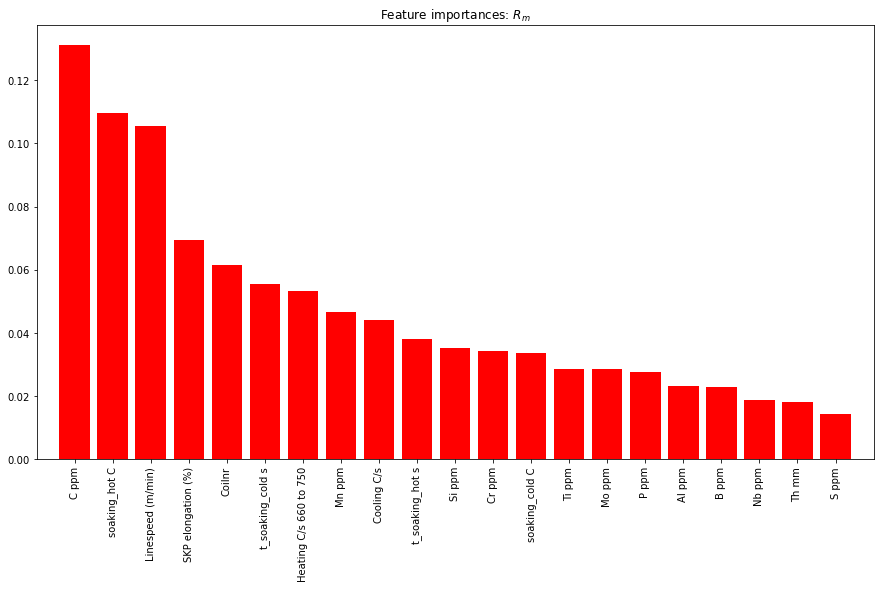 Feature importances: R_m
0.12
0.10
0.08
0.06
0.04
0.02
0.00
C ppm
soaking_hot C
Linespeed (m/min)
SKP elongation (%)
Coilnr
t_soaking_cold s
Heating C/s 660 to 750
Mn ppm
Cooling C/s
t_soaking_hot s
Si ppm
Cr ppm
soaking_cold C
Ti ppm
Mo ppm
P ppm
Al ppm
B ppm
Nb ppm
Th mm
S ppm